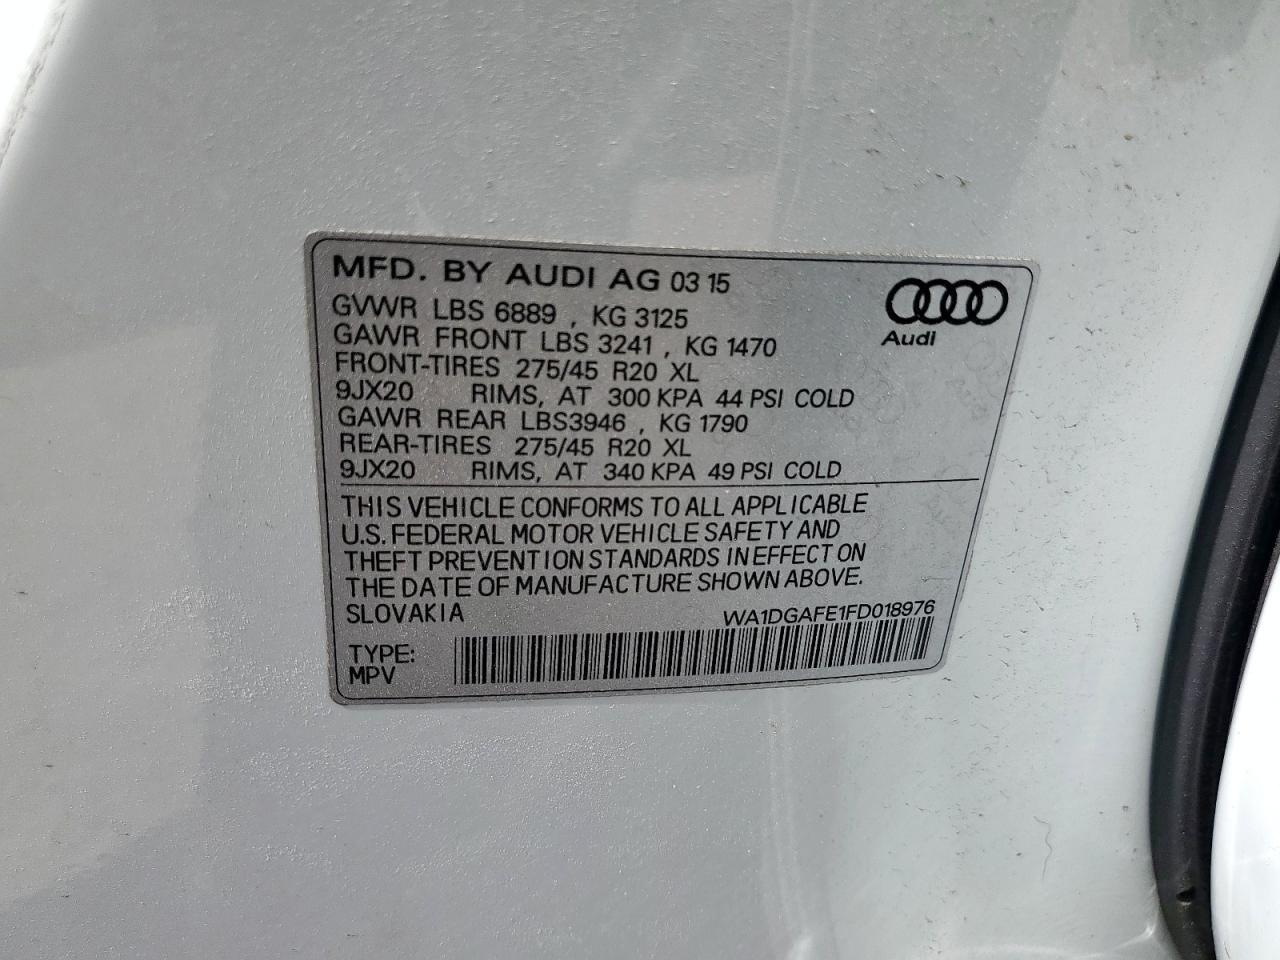 MFD. BY AUDI AG 03 15
GVWR LBS 6889 , KG 3125
GAWR FRONT LBS 3241 , KG 1470
FRONT-TIRES 275/45 R20 XL
9JX20 RIMS, AT 300 KPA 44 PSI COLD
GAWR REAR LBS3946 , KG 1790
REAR-TIRES 275/45 R20 XL
9JX20 RIMS, AT 340 KPA 49 PSI COLD
Audi
THIS VEHICLE CONFORMS TO ALL APPLICABLE
U.S. FEDERAL MOTOR VEHICLE SAFETY AND
THEFT PREVENTION STANDARDS IN EFFECT ON
THE DATE OF MANUFACTURE SHOWN ABOVE.
SLOVAKIA WA1DGAFE1FD018976
TYPE:
MPV